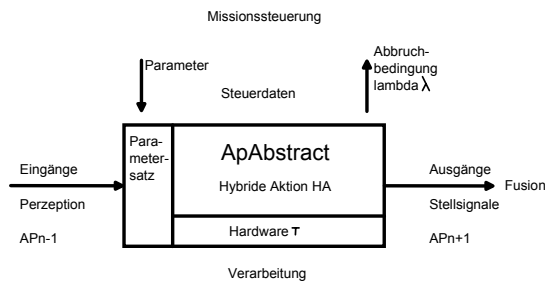 Missionssteuerung
Parameter
Abbruch-
bedingung
lambda λ
Steuerdaten
Para-
meter-
satz
ApAbstract
Hybride Aktion HA
Hardware τ
Eingänge
Perzeption
APn-1
Ausgänge
Stellsignale
APn+1
Fusion
Verarbeitung